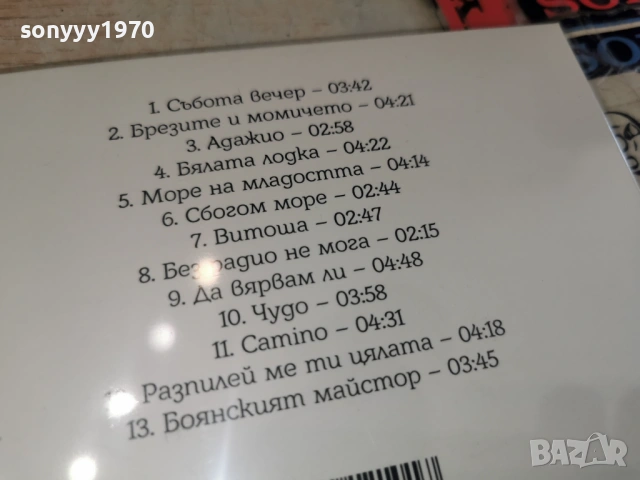 sonyyy1970
1. Събота вечер – 03:42
2. Брезите и момичето – 04:21
3. Адажио – 02:58
4. Бялата лодка – 04:22
5. Море на младостта – 04:14
6. Сбогом море – 02:44
7. Витоша – 02:47
8. Без радио не мога – 02:15
9. Да вярвам ли – 04:48
10. Чудо – 03:58
11. Camino – 04:31
Разпилей ме ти цялата – 04:18
13. Боянският майстор – 03:45
BAZAR